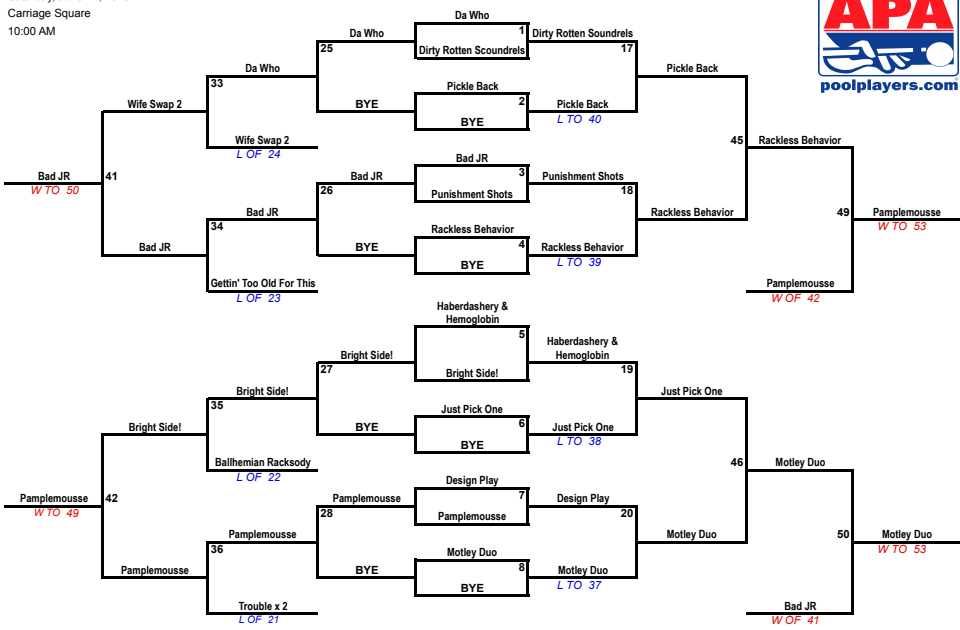 Carriage Square
10:00 AM
APA
poolplayers.com
Da Who
1
Dirty Rotten Scoundrels
Da Who
25
Dirty Rotten Soundrels
17
Da Who
33
Pickle Back
2
BYE
BYE
Pickle Back
L TO 40
Pickle Back
Wife Swap 2
Wife Swap 2
L OF 24
45
Rackless Behavior
Bad JR
W TO 50
41
Bad JR
3
Punishment Shots
Bad JR
26
Punishment Shots
18
Bad JR
34
Rackless Behavior
Rackless Behavior
4
BYE
BYE
Rackless Behavior
L TO 39
Bad JR
Gettin' Too Old For This
L OF 23
49
Pamplemousse
W TO 53
Pamplemousse
W OF 42
Haberdashery &
Hemoglobin
5
Bright Side!
Bright Side!
27
Haberdashery &
Hemoglobin
19
Bright Side!
35
Just Pick One
Just Pick One
6
BYE
BYE
Just Pick One
L TO 38
Bright Side!
Ballhemian Racksody
L OF 22
46
Motley Duo
Pamplemousse
W TO 49
42
Design Play
7
Pamplemousse
Pamplemousse
28
Design Play
20
Pamplemousse
36
Motley Duo
Motley Duo
8
BYE
BYE
Motley Duo
L TO 37
Pamplemousse
Trouble x 2
L OF 21
50
Motley Duo
W TO 53
Bad JR
W OF 41